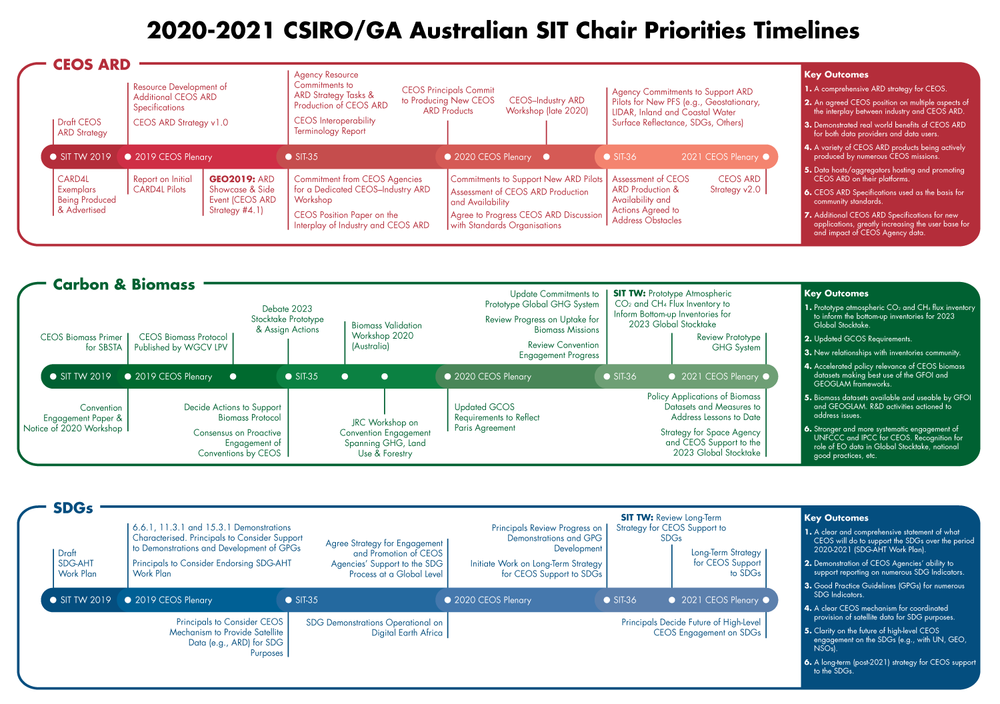 2020-2021 CSIRO/GA Australian SIT Chair Priorities Timelines
CEOS ARD
Draft CEOS
ARD Strategy
Resource Development of
Additional CEOS ARD
Specifications
CEOS ARD Strategy v1.0
Agency Resource
Commitments to
ARD Strategy Tasks &
Production of CEOS ARD
CEOS Interoperability
Terminology Report
CEOS Principals Commit
to Producing New CEOS
ARD Products
CEOS–Industry ARD
Workshop (late 2020)
Agency Commitments to Support ARD
Pilots for New PFS (e.g., Geostationary,
LIDAR, Inland and Coastal Water
Surface Reflectance, SDGs, Others)
SIT TW 2019
2019 CEOS Plenary
SIT-35
2020 CEOS Plenary
SIT-36
2021 CEOS Plenary
CARD4L
Exemplars
Being Produced
& Advertised
Report on Initial
CARD4L Pilots
GEO2019: ARD
Showcase & Side
Event (CEOS ARD
Strategy #4.1)
Commitment from CEOS Agencies
for a Dedicated CEOS–Industry ARD
Workshop
CEOS Position Paper on the
Interplay of Industry and CEOS ARD
Commitments to Support New ARD Pilots
Assessment of CEOS ARD Production
and Availability
Agree to Progress CEOS ARD Discussion
with Standards Organisations
Assessment of CEOS
ARD Production &
Availability and
Actions Agreed to
Address Obstacles
CEOS ARD
Strategy v2.0
Key Outcomes
1. A comprehensive ARD strategy for CEOS.
2. An agreed CEOS position on multiple aspects of
the interplay between industry and CEOS ARD.
3. Demonstrated real world benefits of CEOS ARD
for both data providers and data users.
4. A variety of CEOS ARD products being actively
produced by numerous CEOS missions.
5. Data hosts/aggregators hosting and promoting
CEOS ARD on their platforms.
6. CEOS ARD Specifications used as the basis for
community standards.
7. Additional CEOS ARD Specifications for new
applications, greatly increasing the user base for
and impact of CEOS Agency data.
Carbon & Biomass
CEOS Biomass Primer
for SBSTA
CEOS Biomass Protocol
Published by WGCV LPV
Debate 2023
Stocktake Prototype
& Assign Actions
Biomass Validation
Workshop 2020
(Australia)
Update Commitments to
Prototype Global GHG System
Review Progress on Uptake for
Biomass Missions
Review Convention
Engagement Progress
SIT TW: Prototype Atmospheric
CO₂ and CH₄ Flux Inventory to
Inform Bottom-up Inventories for
2023 Global Stocktake
Review Prototype
GHG System
SIT TW 2019
2019 CEOS Plenary
SIT-35
2020 CEOS Plenary
SIT-36
2021 CEOS Plenary
Convention
Engagement Paper &
Notice of 2020 Workshop
Decide Actions to Support
Biomass Protocol
Consensus on Proactive
Engagement of
Conventions by CEOS
JRC Workshop on
Convention Engagement
Spanning GHG, Land
Use & Forestry
Updated GCOS
Requirements to Reflect
Paris Agreement
Policy Applications of Biomass
Datasets and Measures to
Address Lessons to Date
Strategy for Space Agency
and CEOS Support to the
2023 Global Stocktake
Key Outcomes
1. Prototype atmospheric CO₂ and CH₄ flux inventory
to inform the bottom-up inventories for 2023
Global Stocktake.
2. Updated GCOS Requirements.
3. New relationships with inventories community.
4. Accelerated policy relevance of CEOS biomass
datasets making best use of the GFOI and
GEOGLAM frameworks.
5. Biomass datasets available and useable by GFOI
and GEOGLAM. R&D activities actioned to
address issues.
6. Stronger and more systematic engagement of
UNFCCC and IPCC for CEOS. Recognition for
role of EO data in Global Stocktake, national
good practices, etc.
SDGs
Draft
SDG-AHT
Work Plan
6.6.1, 11.3.1 and 15.3.1 Demonstrations
Characterised. Principals to Consider Support
to Demonstrations and Development of GPGs
Principals to Consider Endorsing SDG-AHT
Work Plan
Agree Strategy for Engagement
and Promotion of CEOS
Agencies’ Support to the SDG
Process at a Global Level
Principals Review Progress on
Demonstrations and GPG
Development
Initiate Work on Long-Term Strategy
for CEOS Support to SDGs
SIT TW: Review Long-Term
Strategy for CEOS Support to
SDGs
Long-Term Strategy
for CEOS Support
to SDGs
SIT TW 2019
2019 CEOS Plenary
SIT-35
2020 CEOS Plenary
SIT-36
2021 CEOS Plenary
Principals to Consider CEOS
Mechanism to Provide Satellite
Data (e.g., ARD) for SDG
Purposes
SDG Demonstrations Operational on
Digital Earth Africa
Principals Decide Future of High-Level
CEOS Engagement on SDGs
Key Outcomes
1. A clear and comprehensive statement of what
CEOS will do to support the SDGs over the period
2020-2021 (SDG-AHT Work Plan).
2. Demonstration of CEOS Agencies’ ability to
support reporting on numerous SDG Indicators.
3. Good Practice Guidelines (GPGs) for numerous
SDG Indicators.
4. A clear CEOS mechanism for coordinated
provision of satellite data for SDG purposes.
5. Clarity on the future of high-level CEOS
engagement on the SDGs (e.g., with UN, GEO,
NSOs).
6. A long-term (post-2021) strategy for CEOS support
to the SDGs.